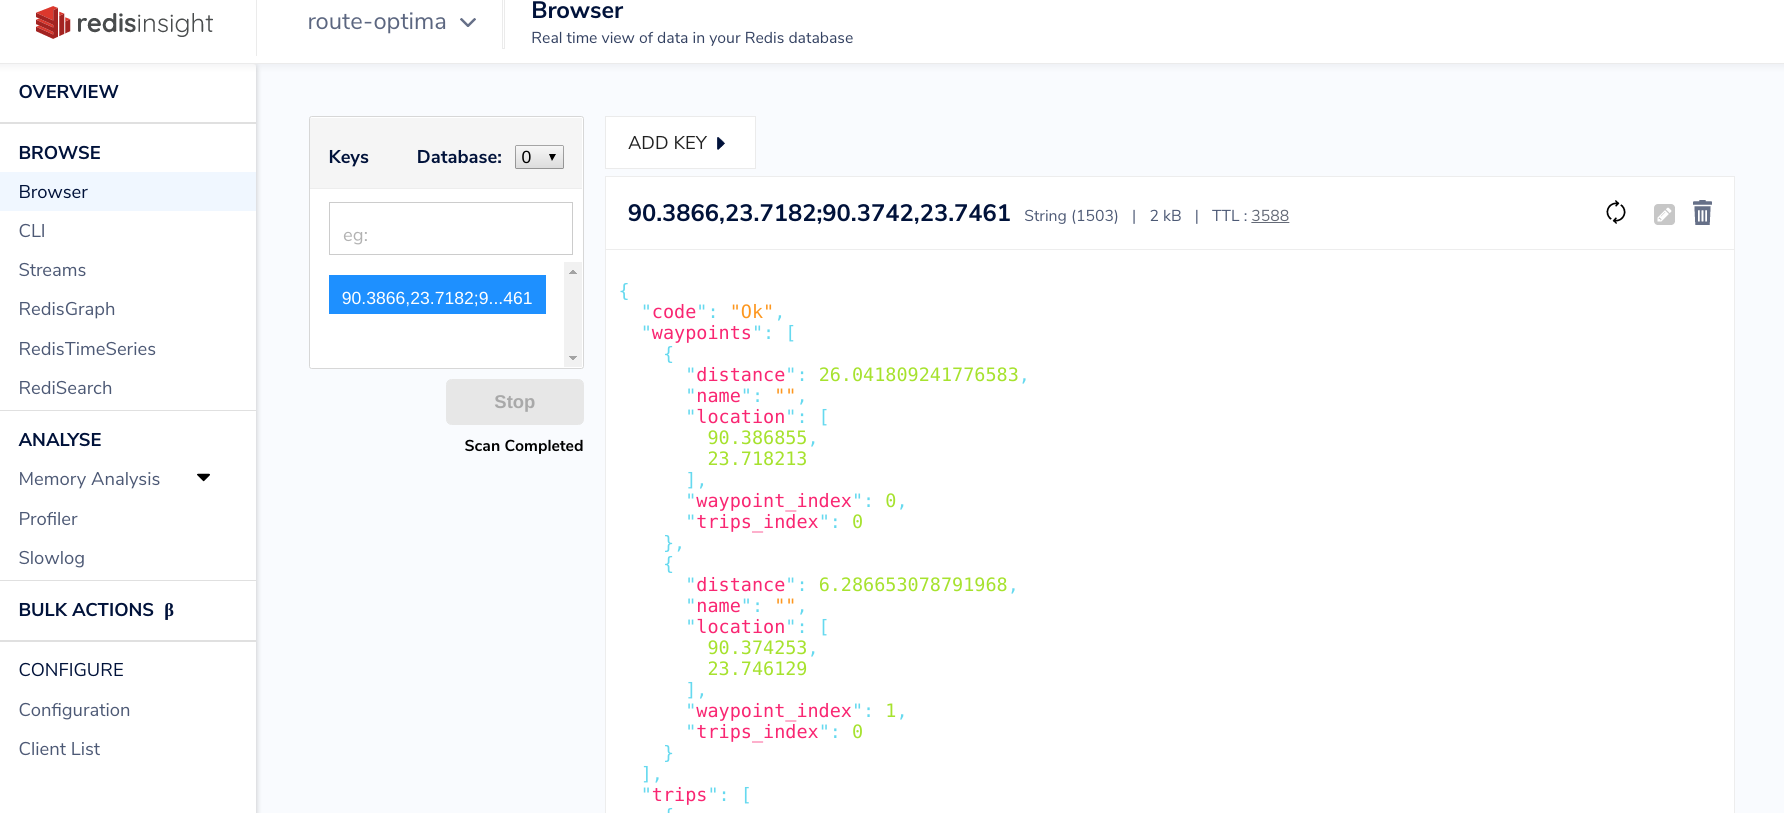 redisinsight
route-optima
Browser
Real time view of data in your Redis database
OVERVIEW
BROWSE
Browser
CLI
Streams
RedisGraph
RedisTimeSeries
RediSearch
ANALYSE
Memory Analysis
Profiler
Slowlog
BULK ACTIONS β
CONFIGURE
Configuration
Client List
Keys Database: 0
eg:
90.3866,23.7182;9...461
Stop
Scan Completed
ADD KEY
90.3866,23.7182;90.3742,23.7461 String (1503) | 2 kB | TTL : 3588
{
"code": "Ok",
"waypoints": [
{
"distance": 26.041809241776583,
"name": "",
"location": [
90.386855,
23.718213
],
"waypoint_index": 0,
"trips_index": 0
},
{
"distance": 6.286653078791968,
"name": "",
"location": [
90.374253,
23.746129
],
"waypoint_index": 1,
"trips_index": 0
}
],
"trips": [
{